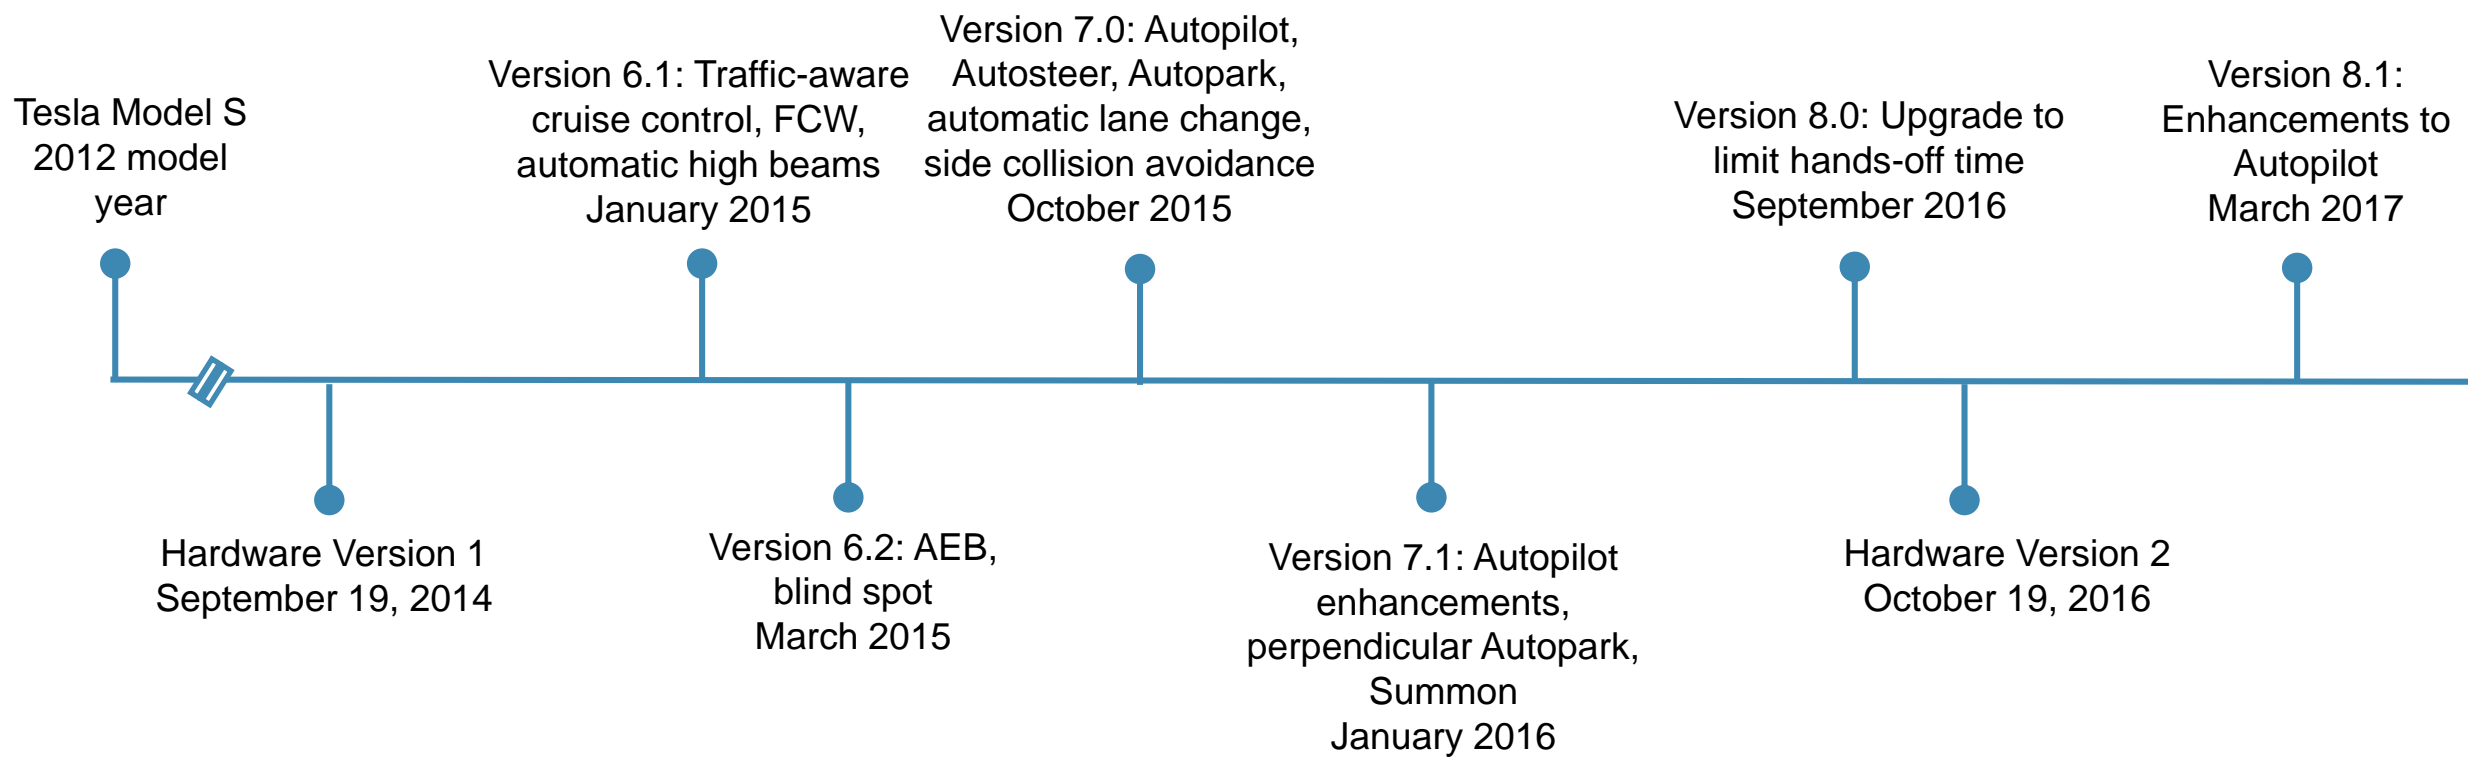 Tesla Model S
2012 model
year
Version 6.1: Traffic-aware
cruise control, FCW,
automatic high beams
January 2015
Version 7.0: Autopilot,
Autosteer, Autopark,
automatic lane change,
side collision avoidance
October 2015
Version 8.0: Upgrade to
limit hands-off time
September 2016
Version 8.1:
Enhancements to
Autopilot
March 2017
Hardware Version 1
September 19, 2014
Version 6.2: AEB,
blind spot
March 2015
Version 7.1: Autopilot
enhancements,
perpendicular Autopark,
Summon
January 2016
Hardware Version 2
October 19, 2016